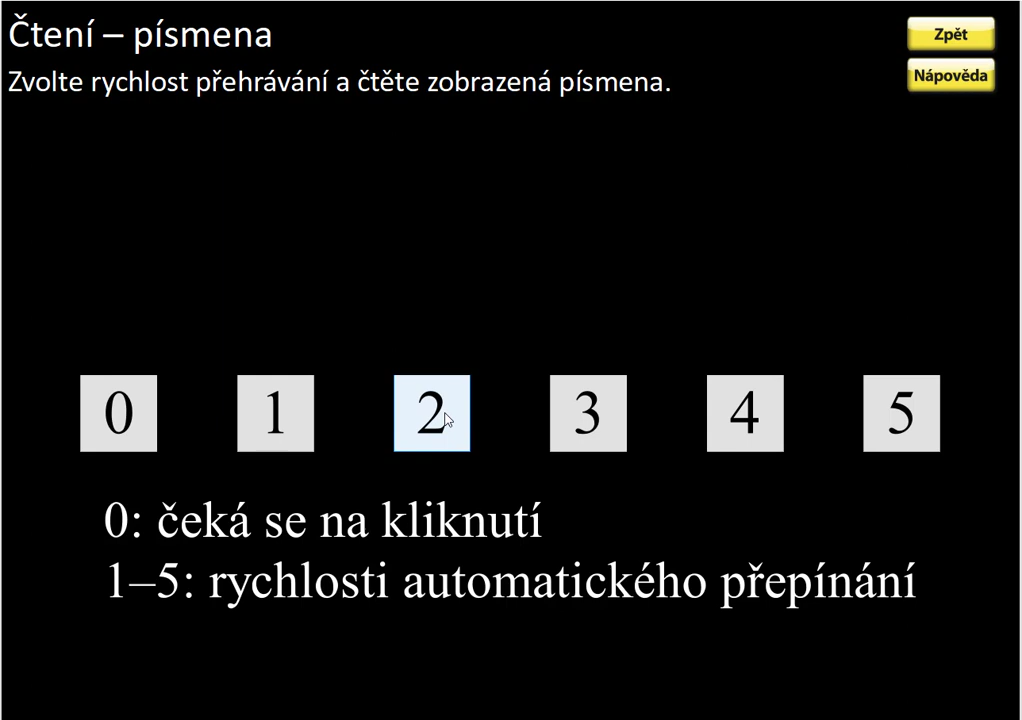 Čtení – písmena
Zpět
Zvolte rychlost přehrávání a čtěte zobrazená písmena.
Nápověda
0 1 2 3 4 5
0: čeká se na kliknutí
1–5: rychlosti automatického přepínání